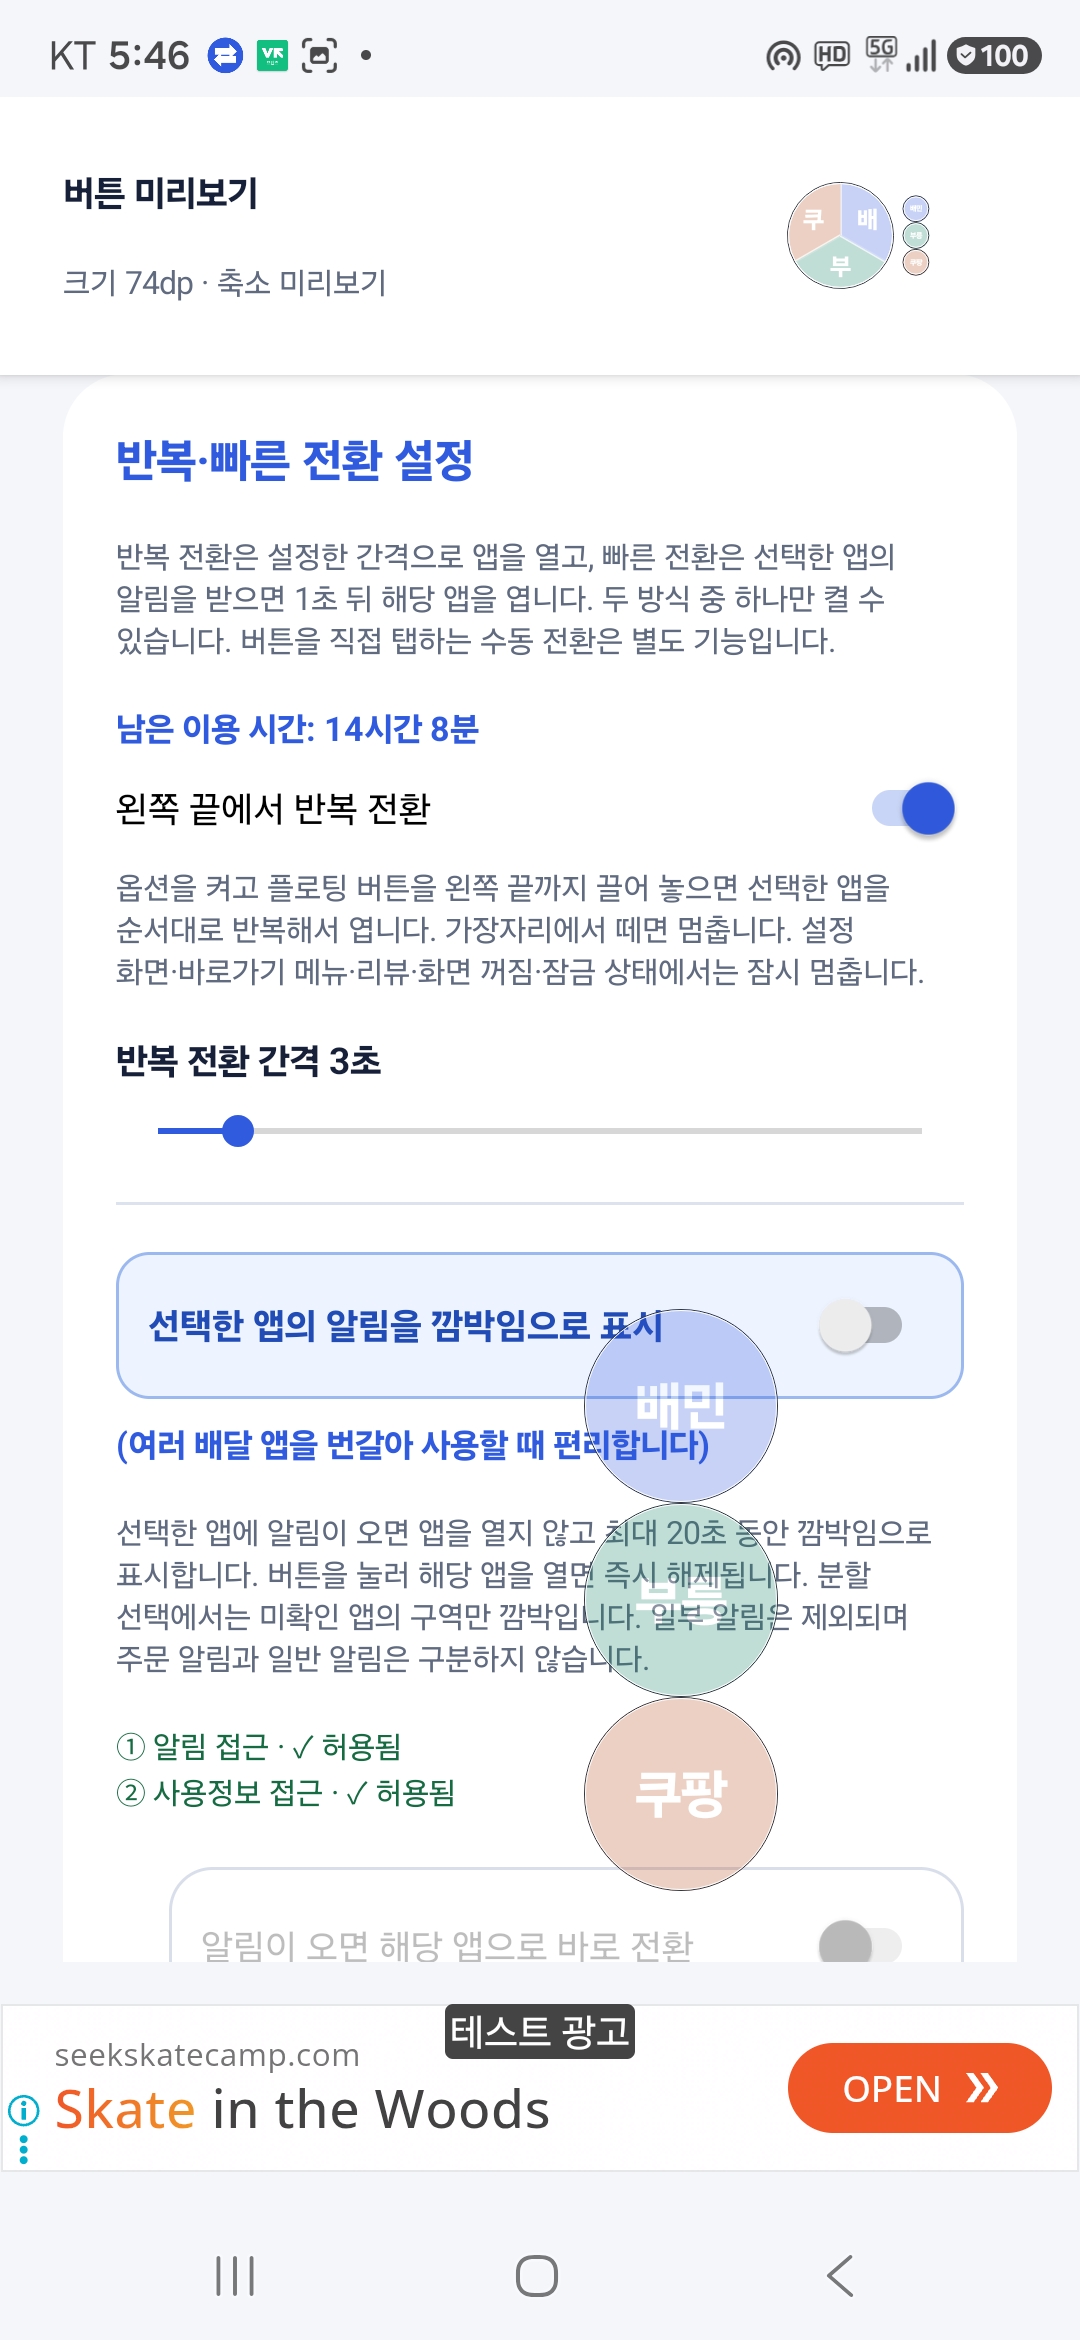 KT 5:46
VR
HD
5G
100
버튼 미리보기
크기 74dp · 축소 미리보기
쿠
배
부
배민
부릉
쿠팡
반복·빠른 전환 설정
반복 전환은 설정한 간격으로 앱을 열고, 빠른 전환은 선택한 앱의
알림을 받으면 1초 뒤 해당 앱을 엽니다. 두 방식 중 하나만 켤 수
있습니다. 버튼을 직접 탭하는 수동 전환은 별도 기능입니다.
남은 이용 시간: 14시간 8분
왼쪽 끝에서 반복 전환
옵션을 켜고 플로팅 버튼을 왼쪽 끝까지 끌어 놓으면 선택한 앱을
순서대로 반복해서 엽니다. 가장자리에서 떼면 멈춥니다. 설정
화면·바로가기 메뉴·리뷰·화면 꺼짐·잠금 상태에서는 잠시 멈춥니다.
반복 전환 간격 3초
선택한 앱의 알림을 깜박임으로 표시
배민
(여러 배달 앱을 번갈아 사용할 때 편리합니다)
선택한 앱에 알림이 오면 앱을 열지 않고 최대 20초 동안 깜박임으로
표시합니다. 버튼을 눌러 해당 앱을 열면 즉시 해제됩니다. 분할
부릉
선택에서는 미확인 앱의 구역만 깜박입니다. 일부 알림은 제외되며
주문 알림과 일반 알림은 구분하지 않습니다.
① 알림 접근 · ✓ 허용됨
② 사용정보 접근 · ✓ 허용됨
쿠팡
알림이 오면 해당 앱으로 바로 전환
테스트 광고
seekskatecamp.com
Skate in the Woods
OPEN